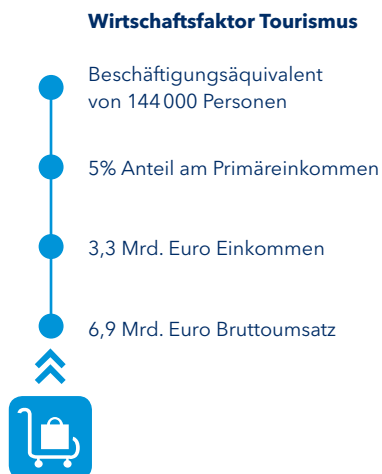 Wirtschaftsfaktor Tourismus
Beschäftigungsäquivalent
von 144 000 Personen
5% Anteil am Primäreinkommen
3,3 Mrd. Euro Einkommen
6,9 Mrd. Euro Bruttoumsatz